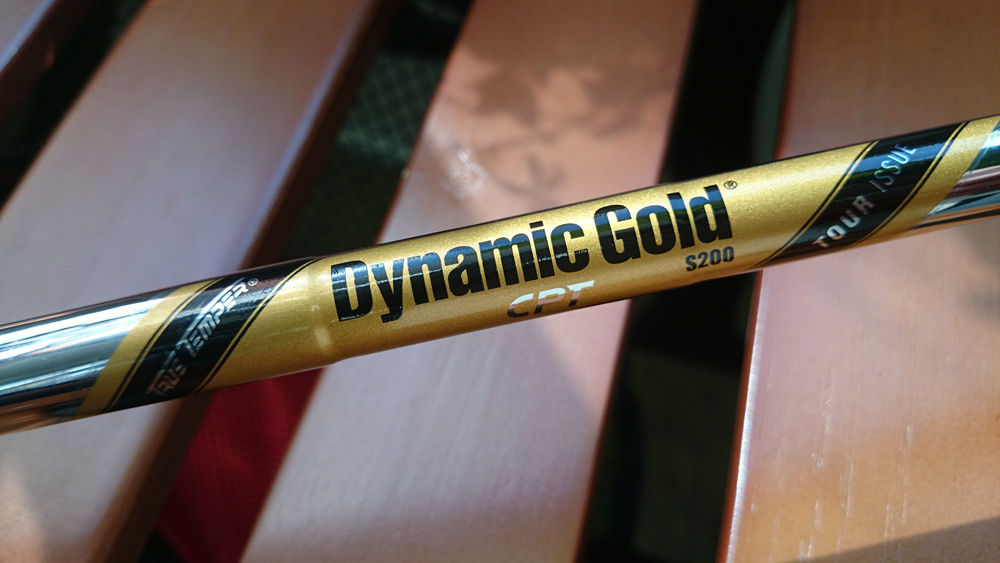 TRUE TEMPER®
Dynamic Gold®
S200
CPT
TOUR ISSUE